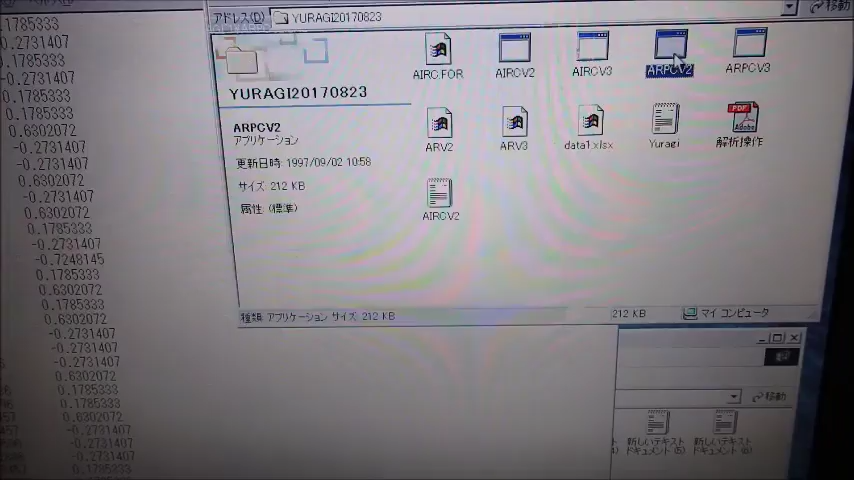 アドレス(D) YURAGI20170823 移動
YURAGI20170823
ARPCV2
アプリケーション
更新日時: 1997/09/02 10:58
サイズ: 212 KB
属性: (標準)
AIRC.FOR AIRCV2 AIRCV3 ARPCV2 ARPCV3
ARV2 ARV3 data1.xlsx Yuragi 解析操作
AIRCV2
種類: アプリケーション サイズ: 212 KB 212 KB マイ コンピュータ
移動
新しいテキスト ドキュメント (5)
新しいテキスト ドキュメント (6)
.1785333
0.2731407
0.6302072
-0.2731407
0.1785333
0.1785333
0.6302072
-0.2731407
-0.2731407
0.6302072
-0.2731407
0.6302072
0.1785333
-0.2731407
-0.7248145
0.1785333
0.6302072
0.1785333
0.6302072
-0.2731407
-0.2731407
0.1785333
0.6302072
0.1785333
0.1785333
0.6302072
-0.2731407
-0.2731407
-0.2731407
0.1785333